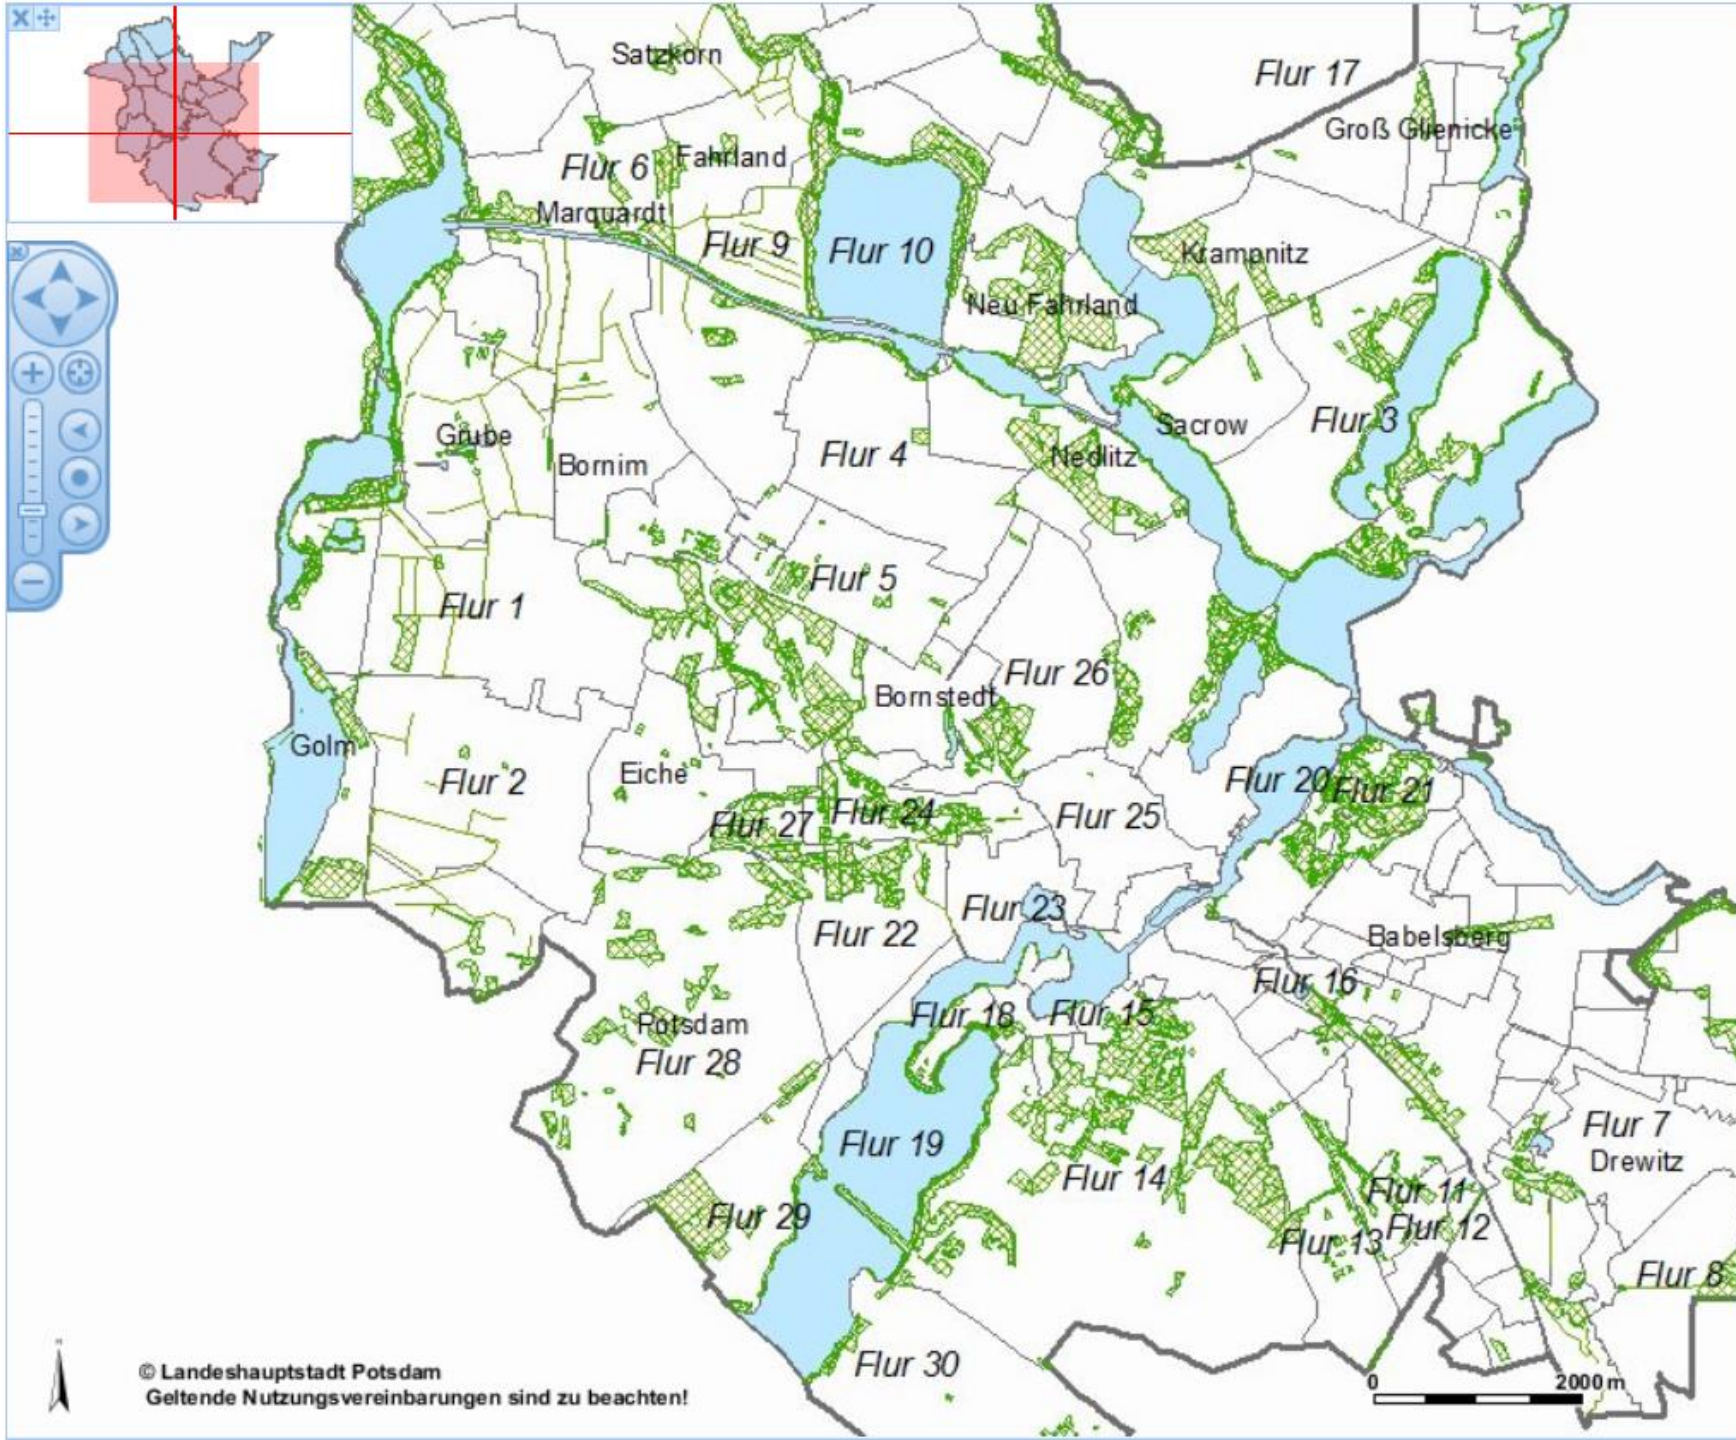 Satzkorn
Flur 17
Groß Glienicke
Fahrland
Flur 6
Marquardt
Flur 9
Flur 10
Krampnitz
Neu Fahrland
Flur 3
Sacrow
Grube
Bornim
Flur 4
Nedlitz
Flur 5
Flur 1
Flur 26
Bornstedt
Golm
Flur 2
Eiche
Flur 20
Flur 21
Flur 27
Flur 24
Flur 25
Flur 23
Flur 22
Babelsberg
Flur 16
Flur 18
Flur 15
Potsdam
Flur 28
Flur 19
Flur 7
Drewitz
Flur 14
Flur 11
Flur 29
Flur 12
Flur 13
Flur 8
Flur 30
N
© Landeshauptstadt Potsdam
Geltende Nutzungsvereinbarungen sind zu beachten!
0 2000 m